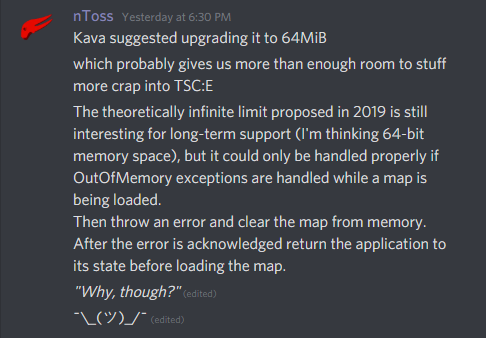 nToss Yesterday at 6:30 PM
Kava suggested upgrading it to 64MiB
which probably gives us more than enough room to stuff
more crap into TSC:E
The theoretically infinite limit proposed in 2019 is still
interesting for long-term support (I'm thinking 64-bit
memory space), but it could only be handled properly if
OutOfMemory exceptions are handled while a map is
being loaded.
Then throw an error and clear the map from memory.
After the error is acknowledged return the application to
its state before loading the map.
"Why, though?" (edited)
¯\_(ツ)_/¯ (edited)